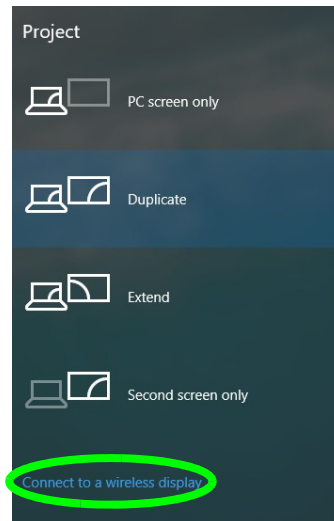 Project
PC screen only
Duplicate
Extend
Second screen only
Connect to a wireless display